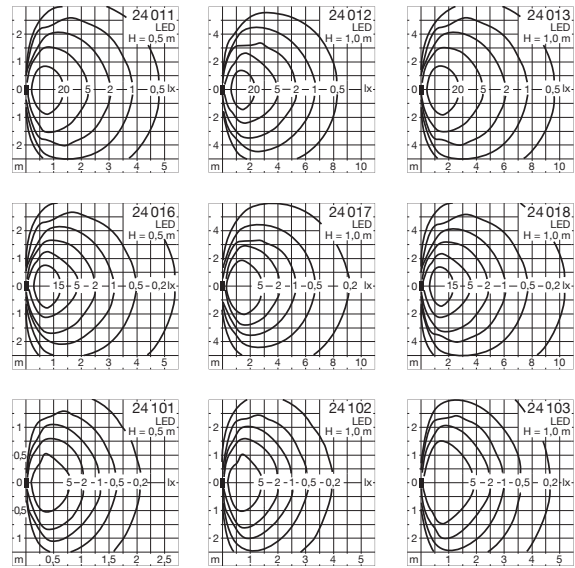 24 011
LED
H = 0,5 m
2
1
0 20 5 2 1 0,5 lx
1
2
m 1 2 3 4 5
24 012
LED
H = 1,0 m
4
2
0 20 5 2 1 0,5 lx
2
4
m 2 4 6 8 10
24 013
LED
H = 1,0 m
4
2
0 20 5 2 1 0,5 lx
2
4
m 2 4 6 8 10
24 016
LED
H = 0,5 m
2
1
0 15 5 2 1 0,5 0,2 lx
1
2
m 1 2 3 4 5
24 017
LED
H = 1,0 m
4
2
0 5 2 1 0,5 0,2 lx
2
4
m 2 4 6 8 10
24 018
LED
H = 1,0 m
4
2
0 15 5 2 1 0,5 0,2 lx
2
4
m 2 4 6 8 10
24 101
LED
H = 0,5 m
1
0,5
0 5 2 1 0,5 0,2 lx
0,5
1
m 0,5 1 1,5 2 2,5
24 102
LED
H = 1,0 m
2
1
0 5 2 1 0,5 0,2 lx
1
2
m 1 2 3 4 5
24 103
LED
H = 1,0 m
2
1
0 5 2 1 0,5 0,2 lx
1
2
m 1 2 3 4 5